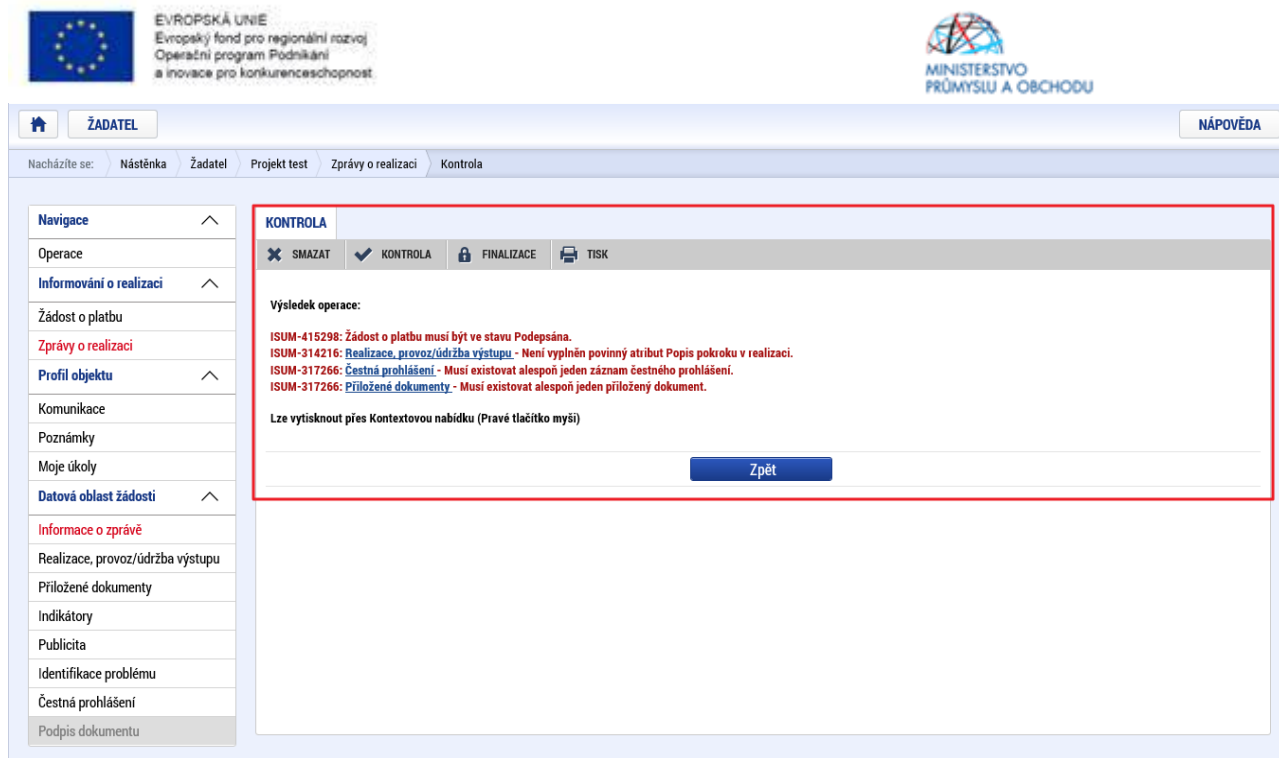 EVROPSKÁ UNIE
Evropský fond pro regionální rozvoj
Operační program Podnikání
a inovace pro konkurenceschopnost
MINISTERSTVO
PRŮMYSLU A OBCHODU
ŽADATEL
NÁPOVĚDA
Nacházíte se: Nástěnka Žadatel Projekt test Zprávy o realizaci Kontrola
Navigace
Operace
Informování o realizaci
Žádost o platbu
Zprávy o realizaci
Profil objektu
Komunikace
Poznámky
Moje úkoly
Datová oblast žádosti
Informace o zprávě
Realizace, provoz/údržba výstupu
Přiložené dokumenty
Indikátory
Publicita
Identifikace problému
Čestná prohlášení
Podpis dokumentu
KONTROLA
SMAZAT KONTROLA FINALIZACE TISK
Výsledek operace:
ISUM-415298: Žádost o platbu musí být ve stavu Podepsána.
ISUM-314216: Realizace, provoz/údržba výstupu - Není vyplněn povinný atribut Popis pokroku v realizaci.
ISUM-317266: Čestná prohlášení - Musí existovat alespoň jeden záznam čestného prohlášení.
ISUM-317266: Přiložené dokumenty - Musí existovat alespoň jeden přiložený dokument.
Lze vytisknout přes Kontextovou nabídku (Pravé tlačítko myši)
Zpět